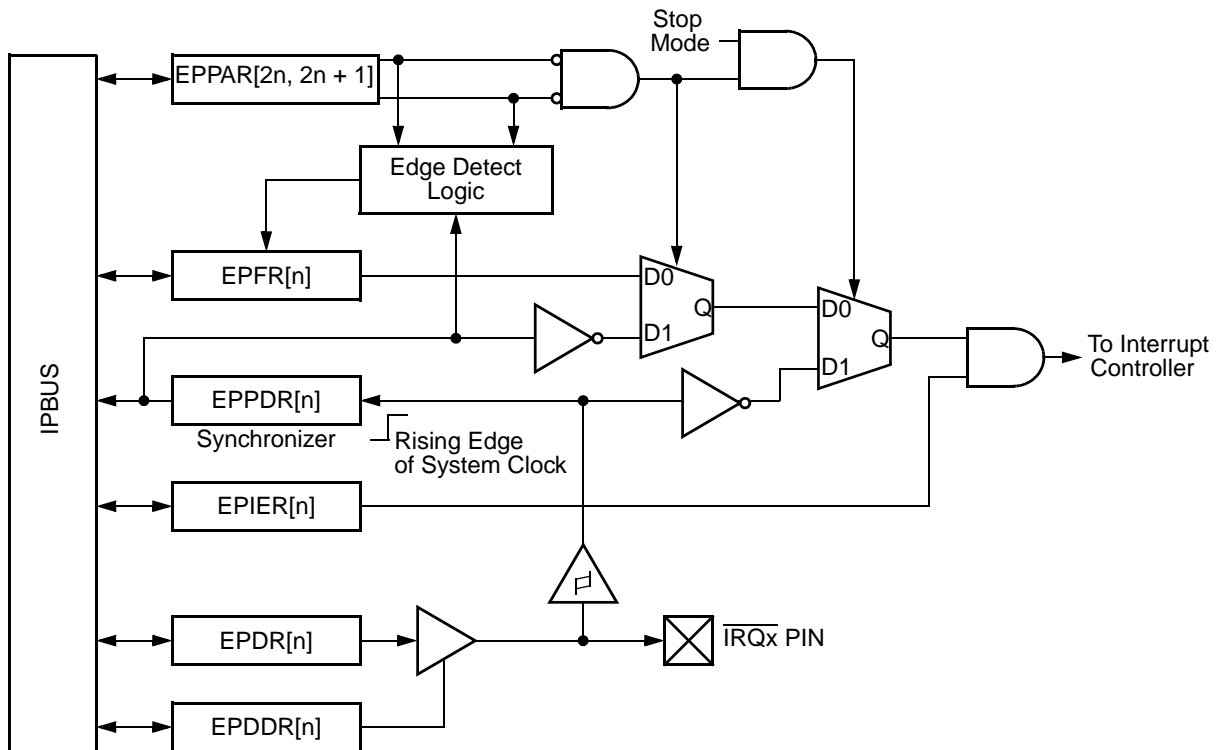 Stop
Mode
EPPAR[2n, 2n + 1]
Edge Detect
Logic
EPFR[n]
D0
Q
D1
D0
Q
D1
To Interrupt
Controller
IPBUS
EPPDR[n]
Synchronizer
Rising Edge
of System Clock
EPIER[n]
EPDR[n]
IRQx PIN
EPDDR[n]